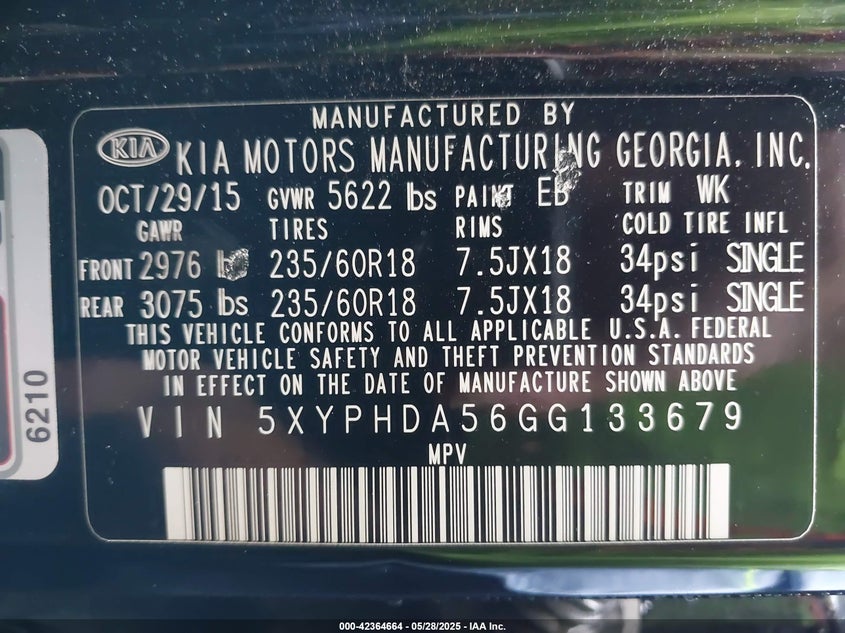 MANUFACTURED BY
KIA KIA MOTORS MANUFACTURING GEORGIA, INC.
OCT/29/15 GVWR 5622 lbs PAINT EB TRIM WK
GAWR TIRES RIMS COLD TIRE INFL
FRONT 2976 lbs 235/60R18 7.5JX18 34psi SINGLE
REAR 3075 lbs 235/60R18 7.5JX18 34psi SINGLE
THIS VEHICLE CONFORMS TO ALL APPLICABLE U.S.A. FEDERAL
MOTOR VEHICLE SAFETY AND THEFT PREVENTION STANDARDS
IN EFFECT ON THE DATE OF MANUFACTURE SHOWN ABOVE
VIN 5XYPHDA56GG133679
MPV
6210
000-42364664 - 05/28/2025 - IAA Inc.